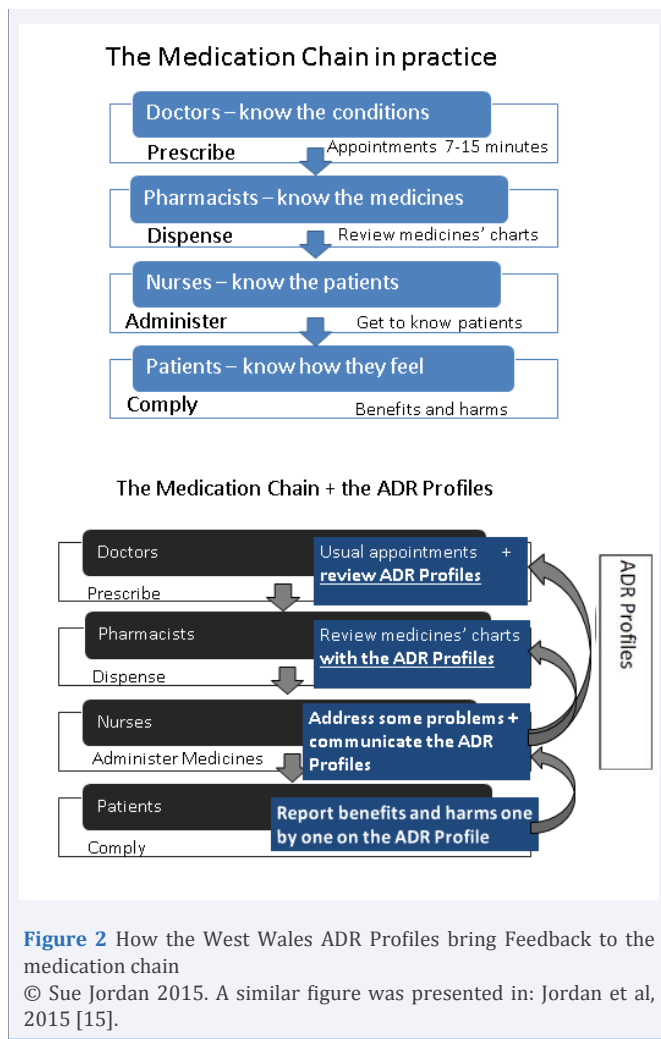 The Medication Chain in practice
Doctors – know the conditions
Prescribe
Appointments 7-15 minutes
Pharmacists – know the medicines
Dispense
Review medicines' charts
Nurses – know the patients
Administer
Get to know patients
Patients – know how they feel
Comply
Benefits and harms
The Medication Chain + the ADR Profiles
Doctors
Usual appointments +
review ADR Profiles
Prescribe
Pharmacists
Review medicines' charts
with the ADR Profiles
Dispense
Nurses
Address some problems +
communicate the ADR
Profiles
Administer Medicines
Patients
Report benefits and harms one
by one on the ADR Profile
Comply
ADR Profiles
Figure 2 How the West Wales ADR Profiles bring Feedback to the
medication chain
© Sue Jordan 2015. A similar figure was presented in: Jordan et al,
2015 [15].